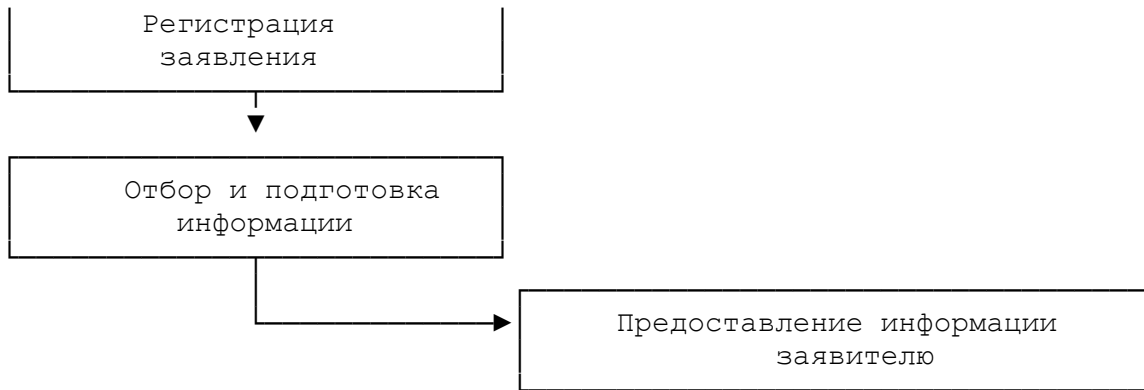 Регистрация
заявления
Отбор и подготовка
информации
Предоставление информации
заявителю